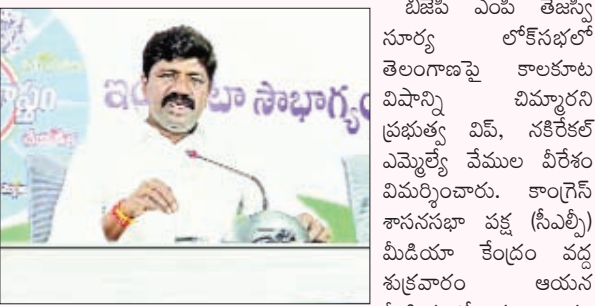 ఇం టా సౌభాగ్యం
బీజేపీ ఎంపీ తేజస్వి
సూర్య లోక్‌సభలో
తెలంగాణపై కాలకూట
విషాన్ని చిమ్మారని
ప్రభుత్వ విప్, నకిరేకల్
ఎమ్మెల్యే వేముల వీరేశం
విమర్శించారు. కాంగ్రెస్
శాసనసభా పక్ష (సీఎల్పీ)
మీడియా కేంద్రం వద్ద
శుక్రవారం ఆయన